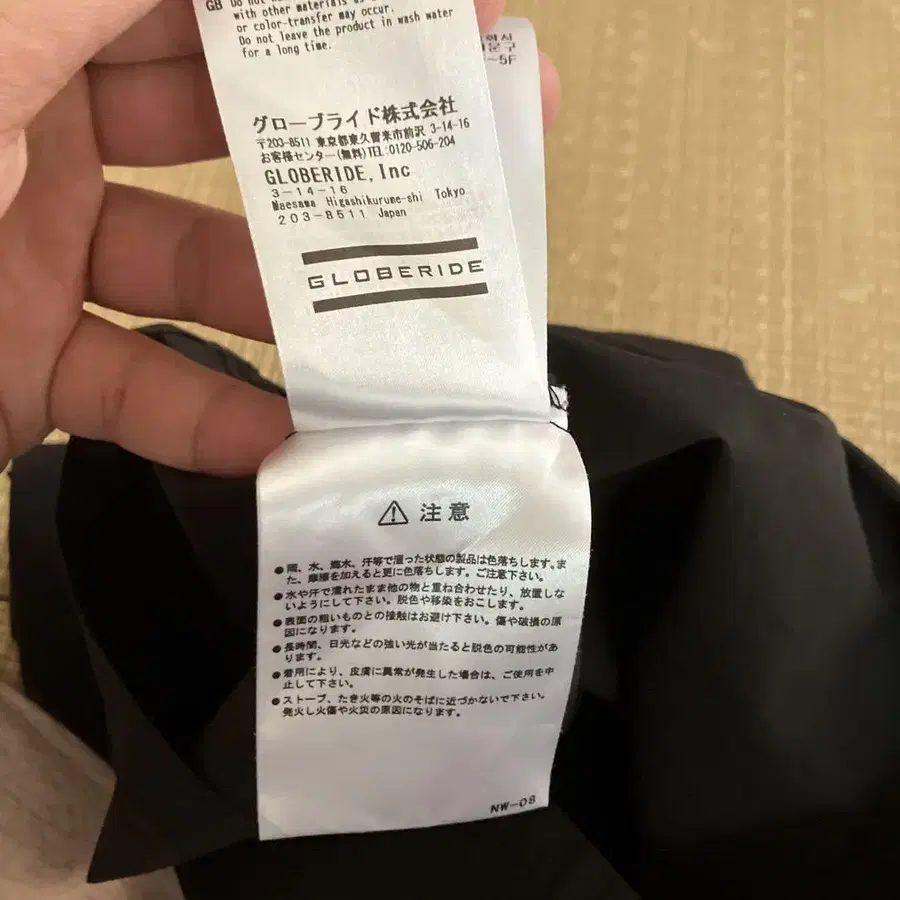 GB
with other materials
or color-transfer may occur.
Do not leave the product in wash water
for a long time.
~5F
グローブライド株式会社
〒203-8511 東京都東久留米市前沢 3-14-16
お客様センター(無料)TEL:0120-506-204
GLOBERIDE, Inc
3-14-16
Maesawa Higashikurume-shi Tokyo
203-8511 Japan
GLOBERIDE
⚠ 注意
●雨、水、海水、汗等で湿った状態の製品は色落ちします。ま
た、摩擦を加えると更に色落ちします。ご注意下さい。
●水や汗で濡れたまま他の物と重ね合わせたり、放置しな
いようにして下さい。脱色や移染をおこします。
●表面の粗いものとの接触はお避け下さい。傷や破損の原
因になります。
●長時間、日光などの強い光が当たると脱色の可能性があ
ります。
●着用により、皮膚に異常が発生した場合は、ご使用を中
止して下さい。
●ストーブ、たき火等の火のそばに近づかないで下さい。
発火し火傷や火災の原因になります。
NW-08